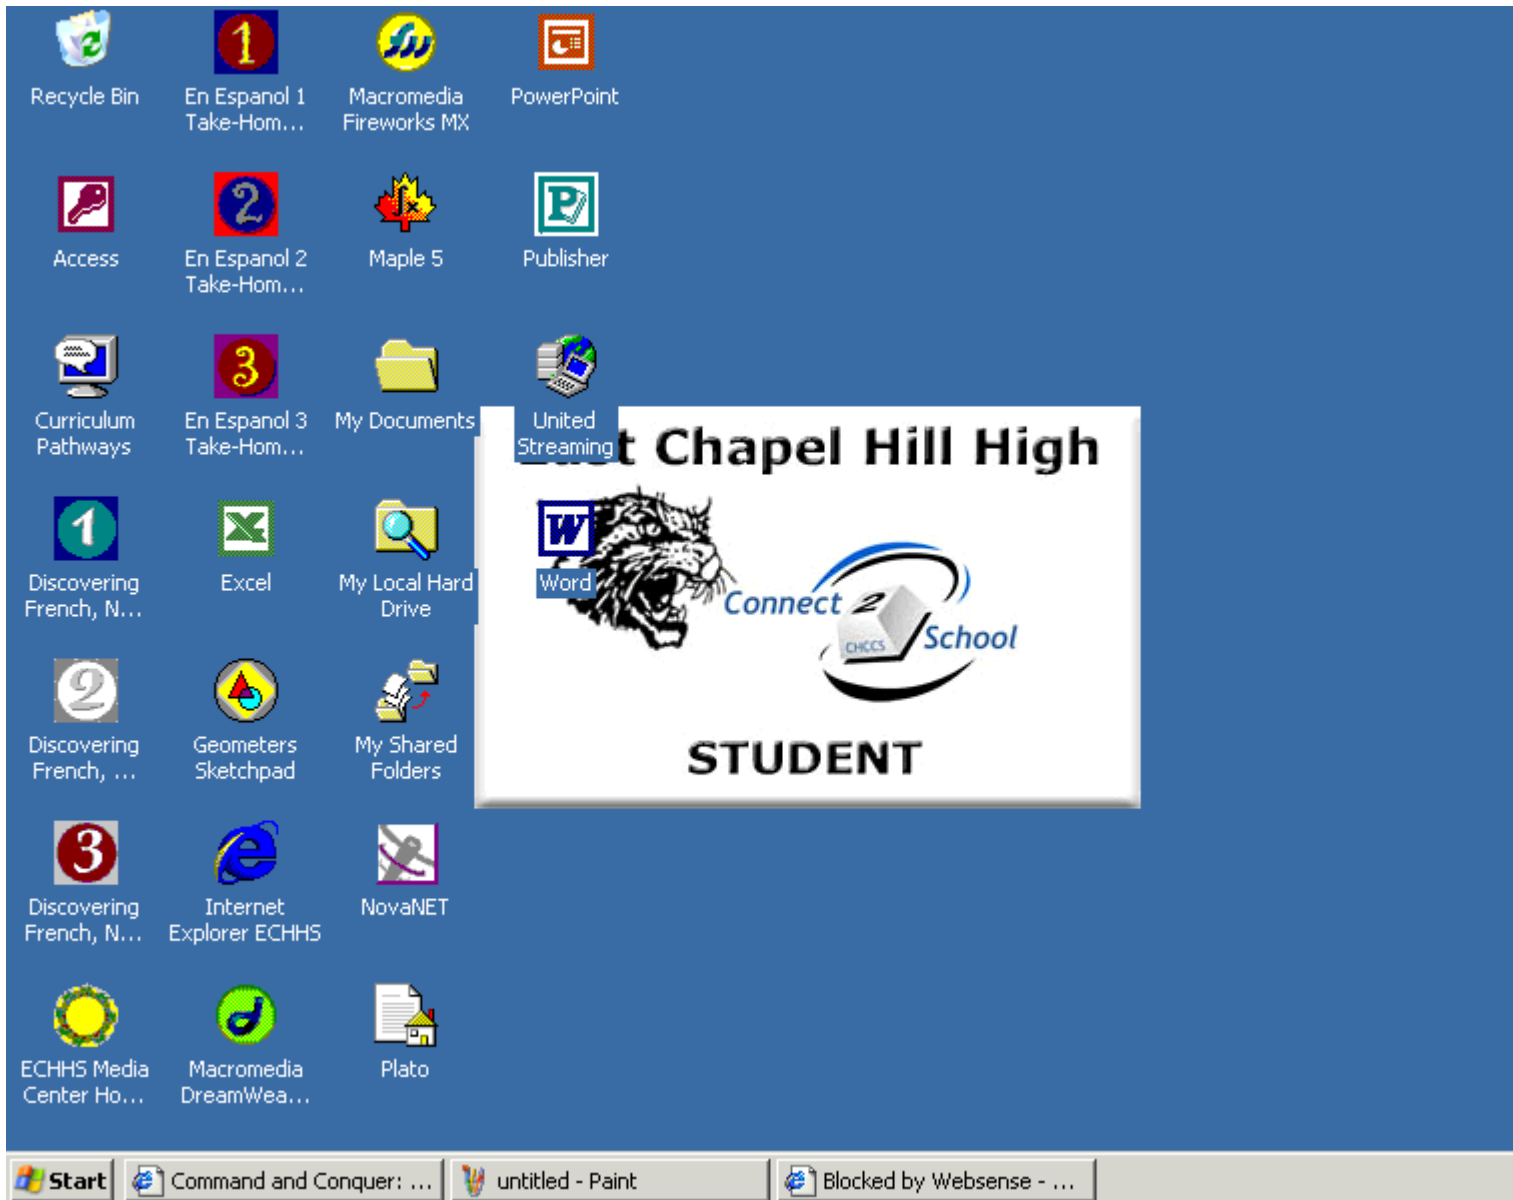 Recycle Bin
En Espanol 1
Take-Hom...
Macromedia
Fireworks MX
PowerPoint
Access
En Espanol 2
Take-Hom...
Maple 5
Publisher
Curriculum
Pathways
En Espanol 3
Take-Hom...
My Documents
United
Streaming
Chapel Hill High
Discovering
French, N...
Excel
My Local Hard
Drive
Word
Connect 2
School
CHCCS
Discovering
French, ...
Geometers
Sketchpad
My Shared
Folders
STUDENT
Discovering
French, N...
Internet
Explorer ECHHS
NovaNET
ECHHS Media
Center Ho...
Macromedia
DreamWea...
Plato
Start
Command and Conquer: ...
untitled - Paint
Blocked by Websense - ...